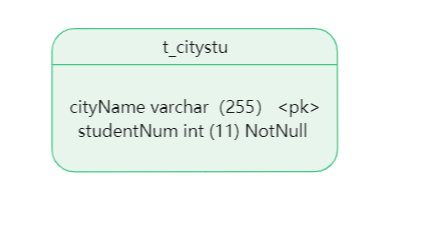 t_citystu
cityName varchar（255） <pk>
studentNum int (11) NotNull